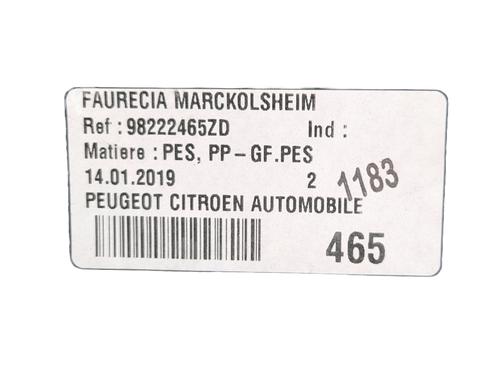 FAURECIA MARCKOLSHEIM
Ref : 98222465ZD Ind :
Matiere : PES, PP-GF.PES
14.01.2019 2 1183
PEUGEOT CITROEN AUTOMOBILE
465